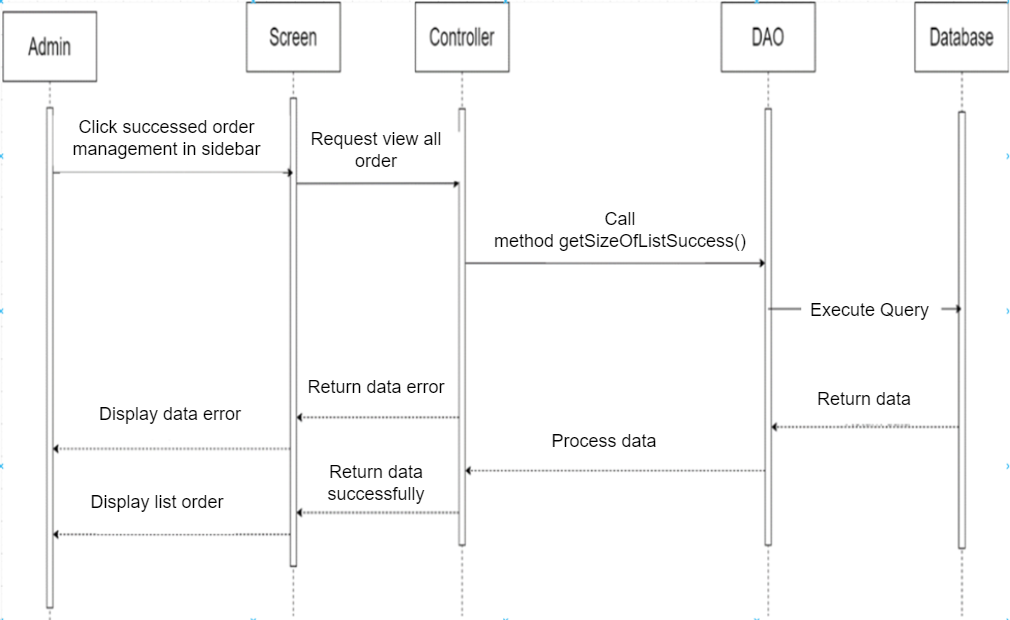 Admin
Screen
Controller
DAO
Database
Click successed order
management in sidebar
Request view all
order
Call
method getSizeOfListSuccess()
Execute Query
Return data error
Return data
Display data error
Process data
Return data
successfully
Display list order